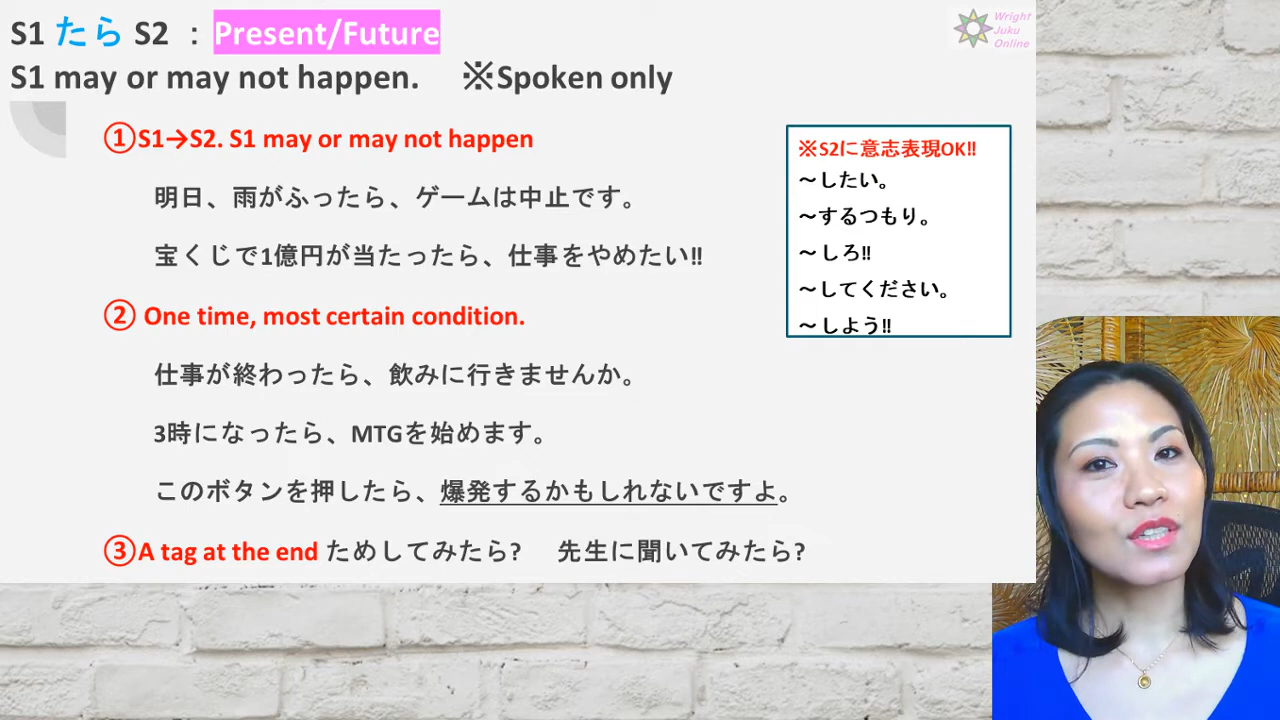 S1 たら S2 : Present/Future
S1 may or may not happen. ※Spoken only
Wright
Juku
Online
①S1→S2. S1 may or may not happen
明日、雨がふったら、ゲームは中止です。
宝くじで1億円が当たったら、仕事をやめたい!!
② One time, most certain condition.
仕事が終わったら、飲みに行きませんか。
3時になったら、MTGを始めます。
このボタンを押したら、爆発するかもしれないですよ。
③A tag at the end ためしてみたら? 先生に聞いてみたら?
※S2に意志表現OK!!
～したい。
～するつもり。
～しろ!!
～してください。
～しよう!!